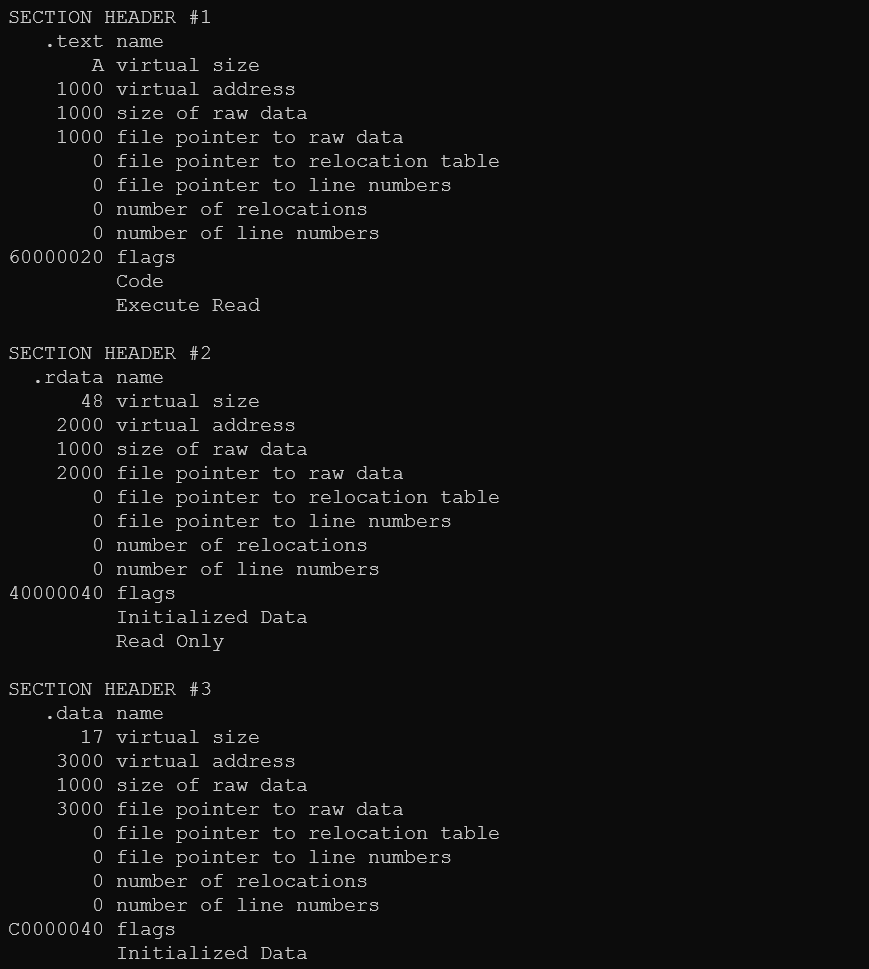 SECTION HEADER #1
   .text name
       A virtual size
    1000 virtual address
    1000 size of raw data
    1000 file pointer to raw data
       0 file pointer to relocation table
       0 file pointer to line numbers
       0 number of relocations
       0 number of line numbers
60000020 flags
         Code
         Execute Read

SECTION HEADER #2
  .rdata name
      48 virtual size
    2000 virtual address
    1000 size of raw data
    2000 file pointer to raw data
       0 file pointer to relocation table
       0 file pointer to line numbers
       0 number of relocations
       0 number of line numbers
40000040 flags
         Initialized Data
         Read Only

SECTION HEADER #3
   .data name
      17 virtual size
    3000 virtual address
    1000 size of raw data
    3000 file pointer to raw data
       0 file pointer to relocation table
       0 file pointer to line numbers
       0 number of relocations
       0 number of line numbers
C0000040 flags
         Initialized Data